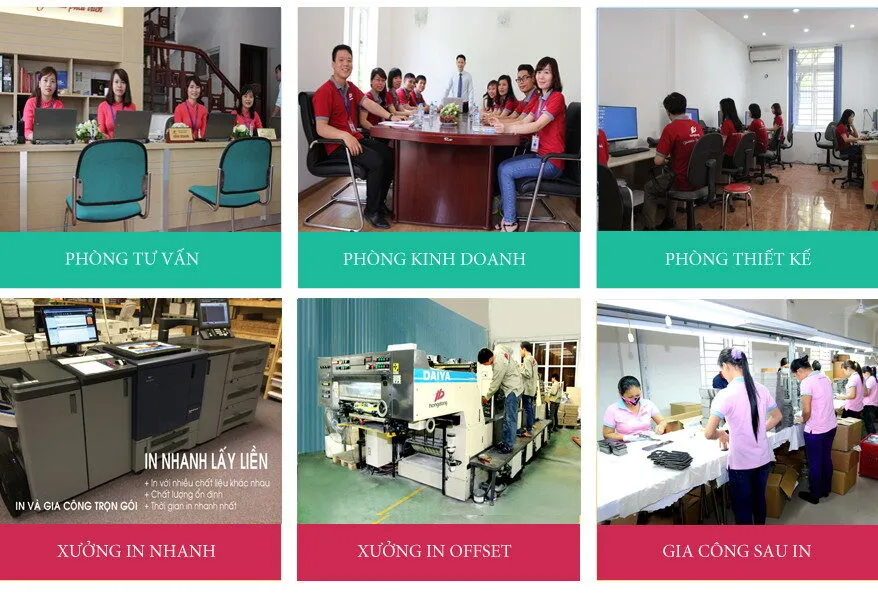 PHÒNG TƯ VẤN
PHÒNG KINH DOANH
PHÒNG THIẾT KẾ
IN NHANH LẤY LIỀN
+ In với nhiều chất liệu khác nhau
+ Chất lượng ổn định
+ Thời gian in nhanh nhất
IN VÀ GIA CÔNG TRỌN GÓI
DAIYA
hongdang
XƯỞNG IN NHANH
XƯỞNG IN OFFSET
GIA CÔNG SAU IN